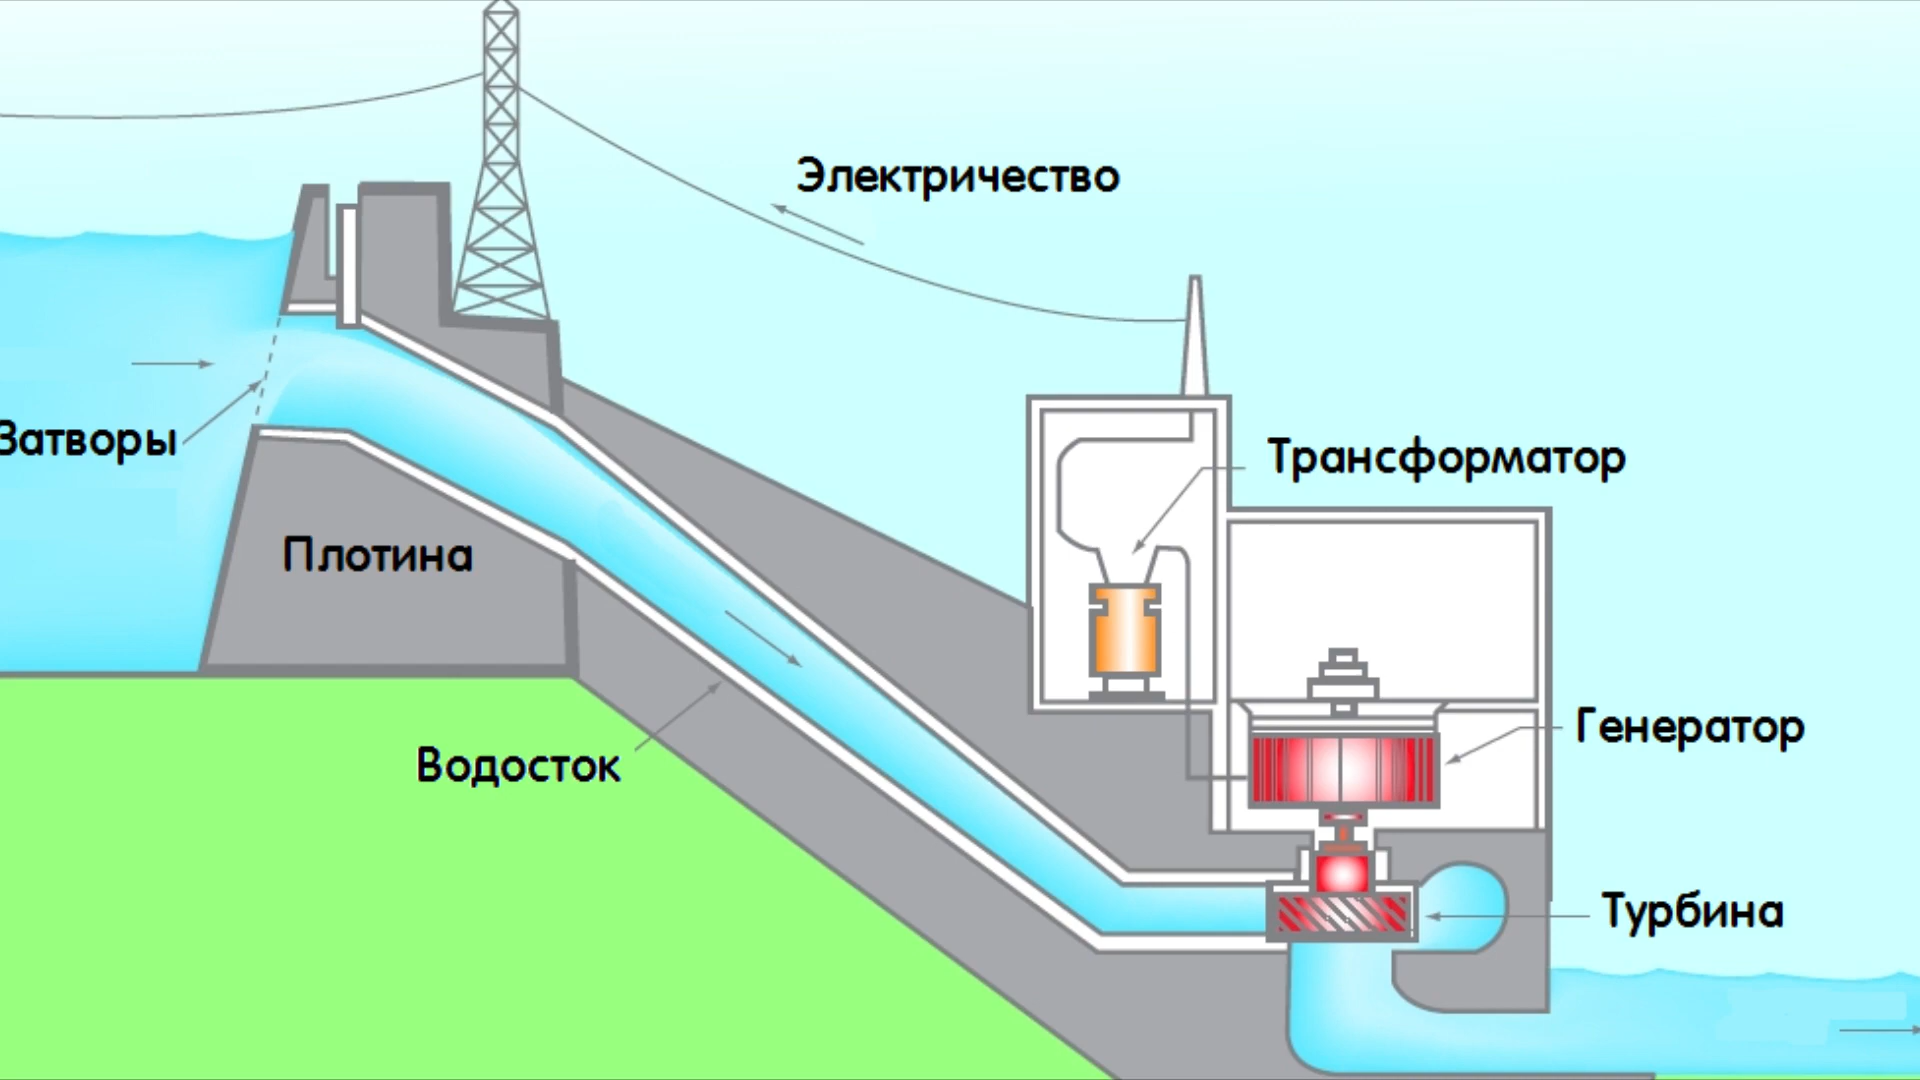 Электричество
Затворы
Трансформатор
Плотина
Генератор
Водосток
Турбина